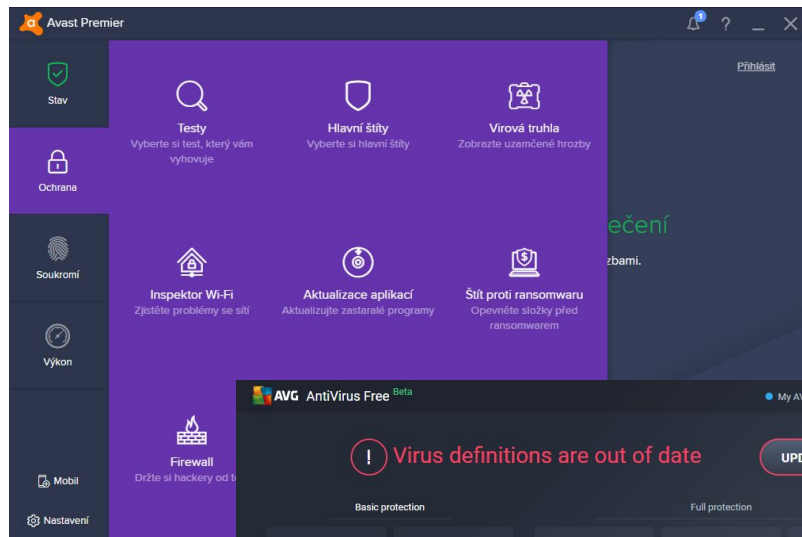 Avast Premier
1
?
Přihlásit
Stav
Ochrana
Soukromí
Výkon
Mobil
Nastavení
Testy
Vyberte si test, který vám
vyhovuje
Hlavní štíty
Vyberte si hlavní štíty
Virová truhla
Zobrazte uzamčené hrozby
Inspektor Wi-Fi
Zjistěte problémy se sítí
Aktualizace aplikací
Aktualizujte zastaralé programy
Štít proti ransomwaru
Opevněte složky před
ransomwarem
Firewall
Držte si hackery od t
ečení
zbami.
AVG AntiVirus Free Beta
My AV
! Virus definitions are out of date
UPD
Basic protection
Full protection